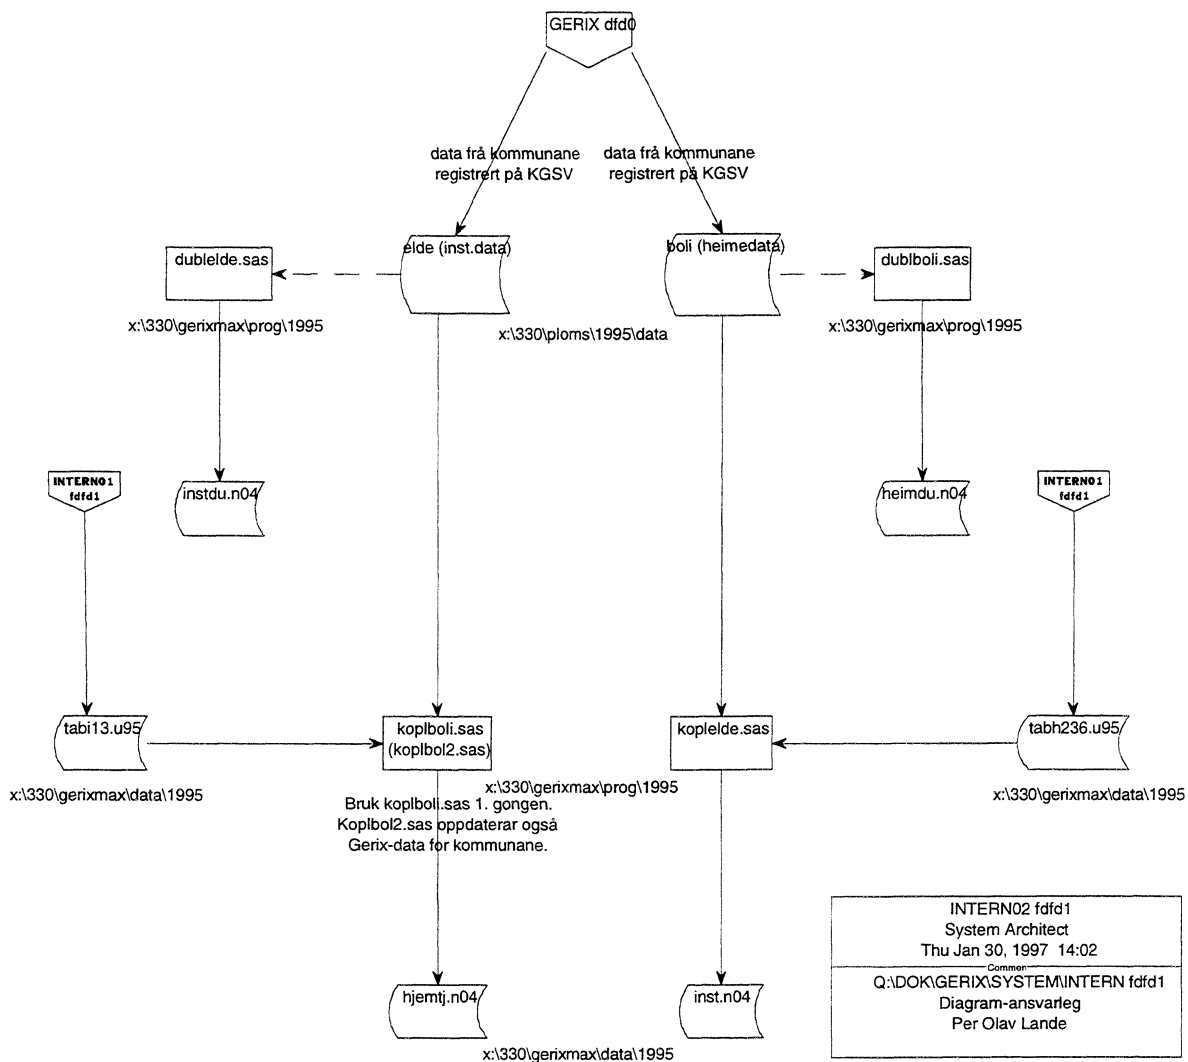 GERIX dfd0
data frå kommunane
registrert på KGSV
data frå kommunane
registrert på KGSV
dublelde.sas
elde (inst.data)
boli (heimedata)
dublboli.sas
x:\330\gerixmax\prog\1995
x:\330\ploms\1995\data
x:\330\gerixmax\prog\1995
INTERN01
fdfd1
instdu.n04
heimdu.n04
INTERN01
fdfd1
tabi13.u95
koplboli.sas
(koplbol2.sas)
koplelde.sas
tabh236.u95
x:\330\gerixmax\data\1995
x:\330\gerixmax\prog\1995
x:\330\gerixmax\data\1995
Bruk koplboli.sas 1. gongen.
Koplbol2.sas oppdaterar også
Gerix-data for kommunane.
INTERN02 fdfd1
System Architect
Thu Jan 30, 1997 14:02
Common
Q:\DOK\GERIX\SYSTEM\INTERN fdfd1
Diagram-ansvarleg
Per Olav Lande
hjemtj.n04
inst.n04
x:\330\gerixmax\data\1995